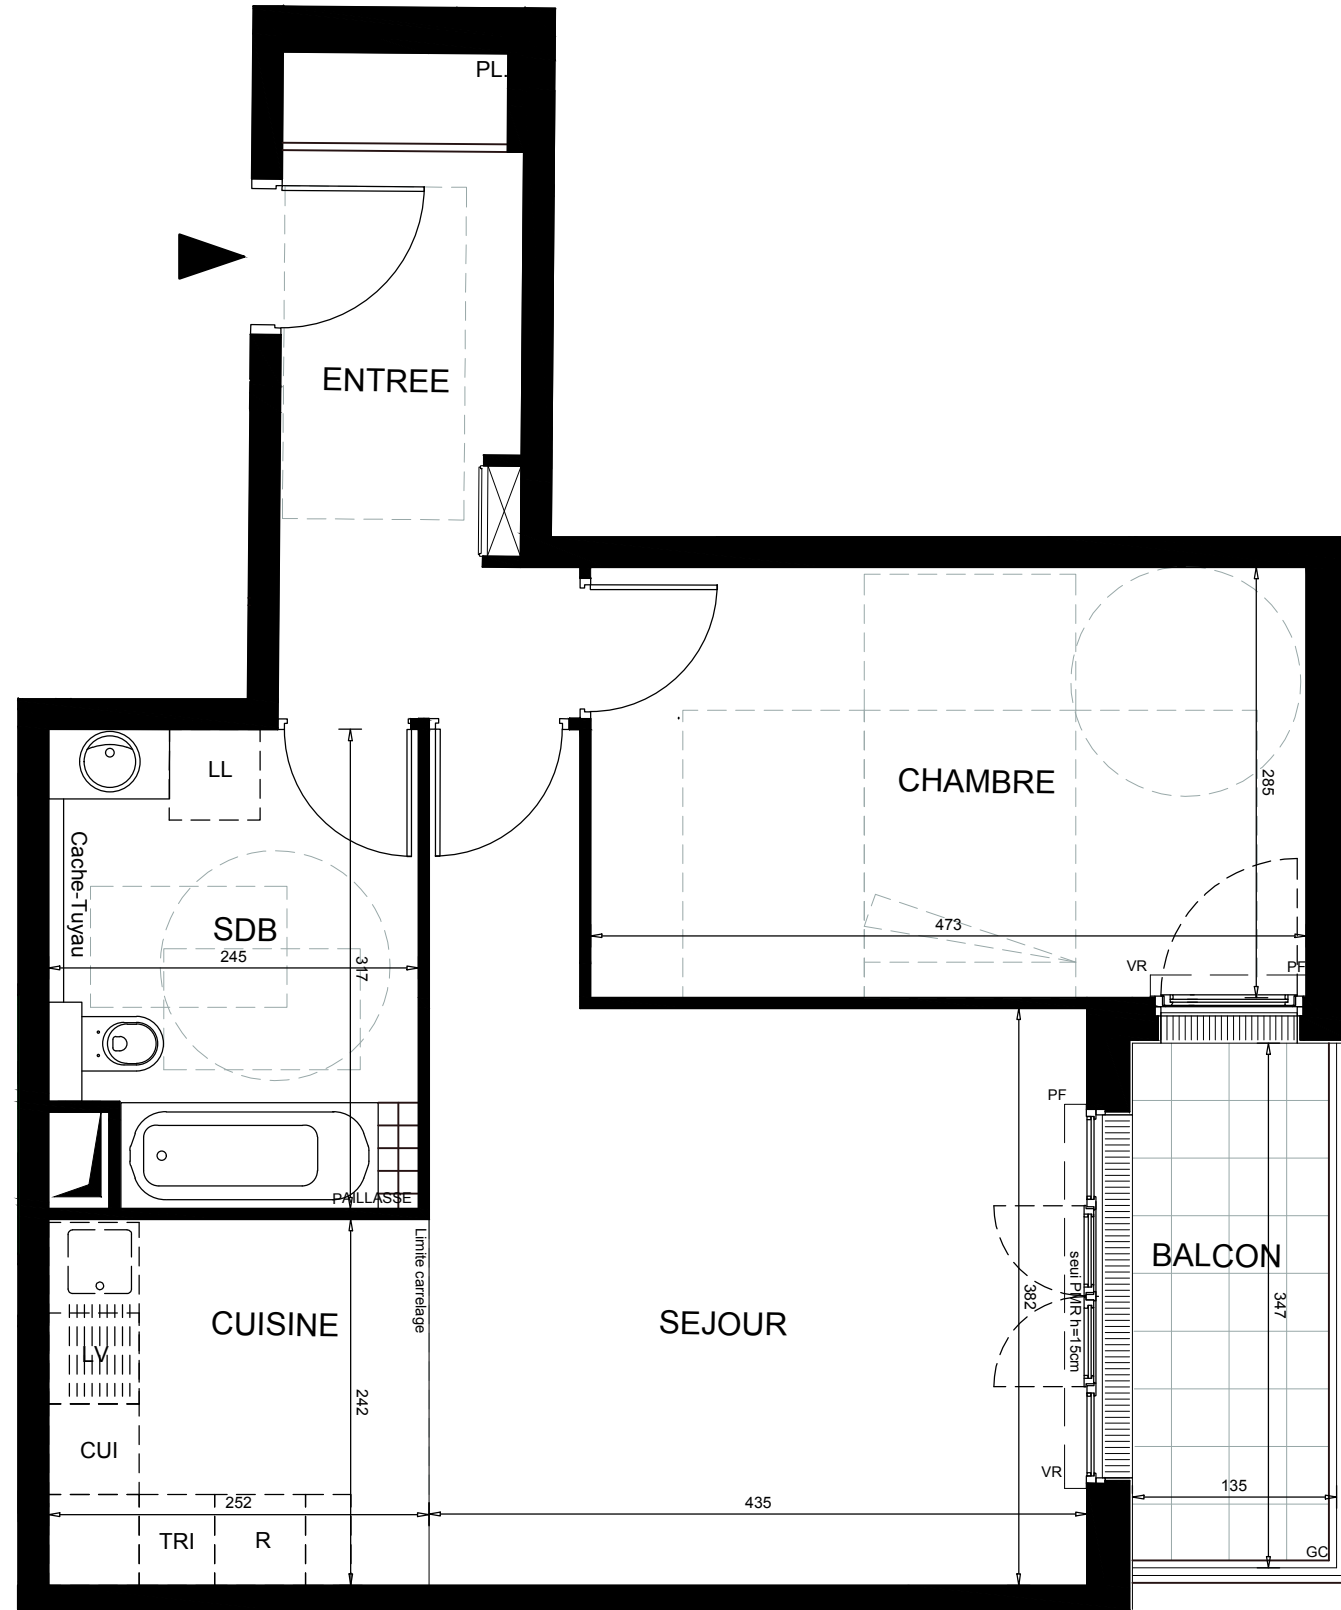 PL.
ENTREE
LL
CHAMBRE
285
Cache-Tuyau
SDB
245
317
473
VR
PF
PF
PAILLASSE
Limite carrelage
CUISINE
SEJOUR
382
seui PMR h=15cm
BALCON
347
LV
242
CUI
VR
252
435
135
TRI
R
GC